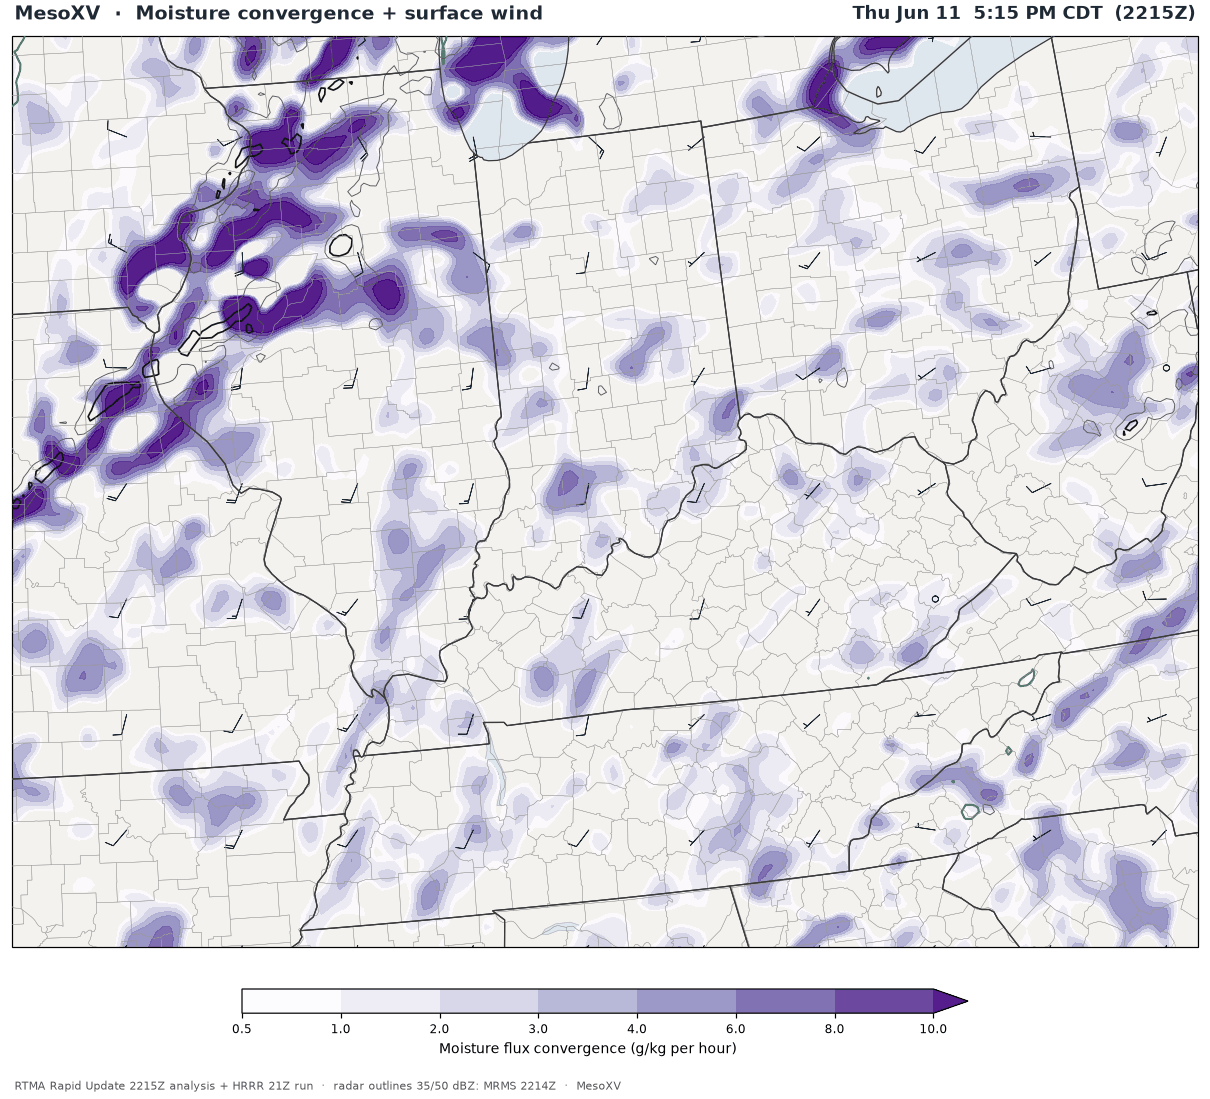 MesoXV · Moisture convergence + surface wind
Thu Jun 11 5:15 PM CDT (2215Z)
0.5 1.0 2.0 3.0 4.0 6.0 8.0 10.0
Moisture flux convergence (g/kg per hour)
RTMA Rapid Update 2215Z analysis + HRRR 21Z run · radar outlines 35/50 dBZ: MRMS 2214Z · MesoXV